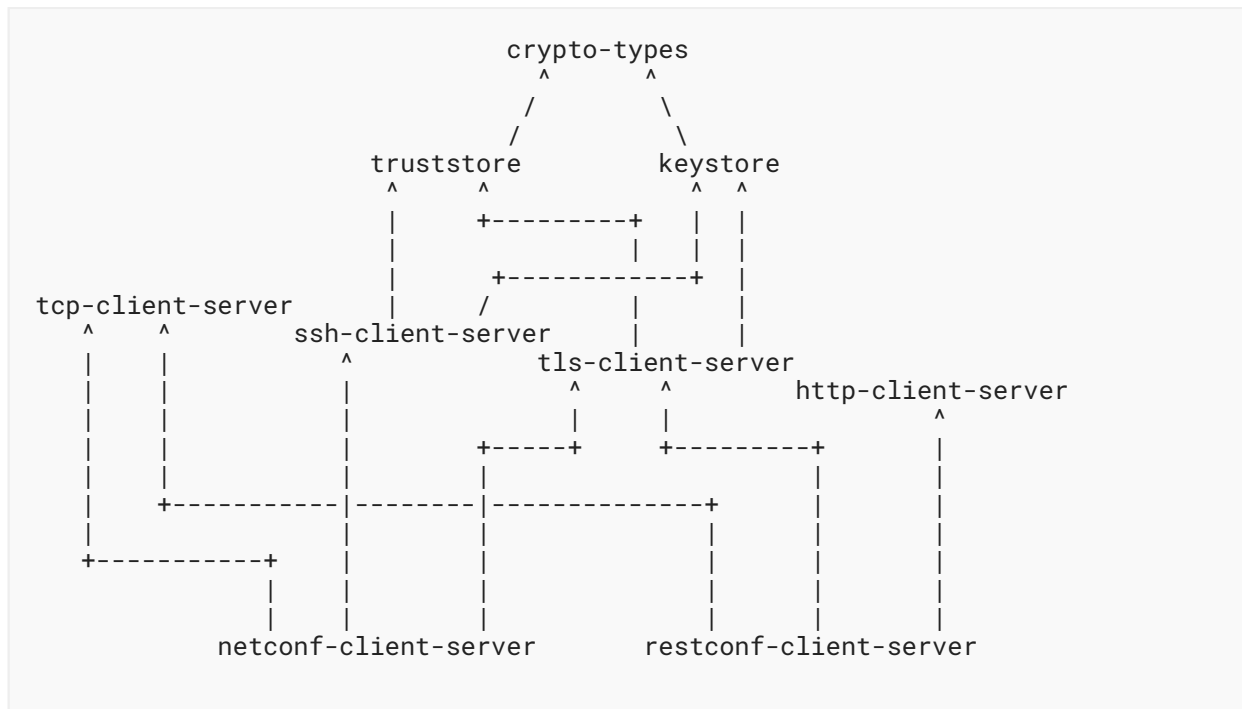 crypto-types
truststore keystore
tcp-client-server
ssh-client-server
tls-client-server
http-client-server
netconf-client-server restconf-client-server